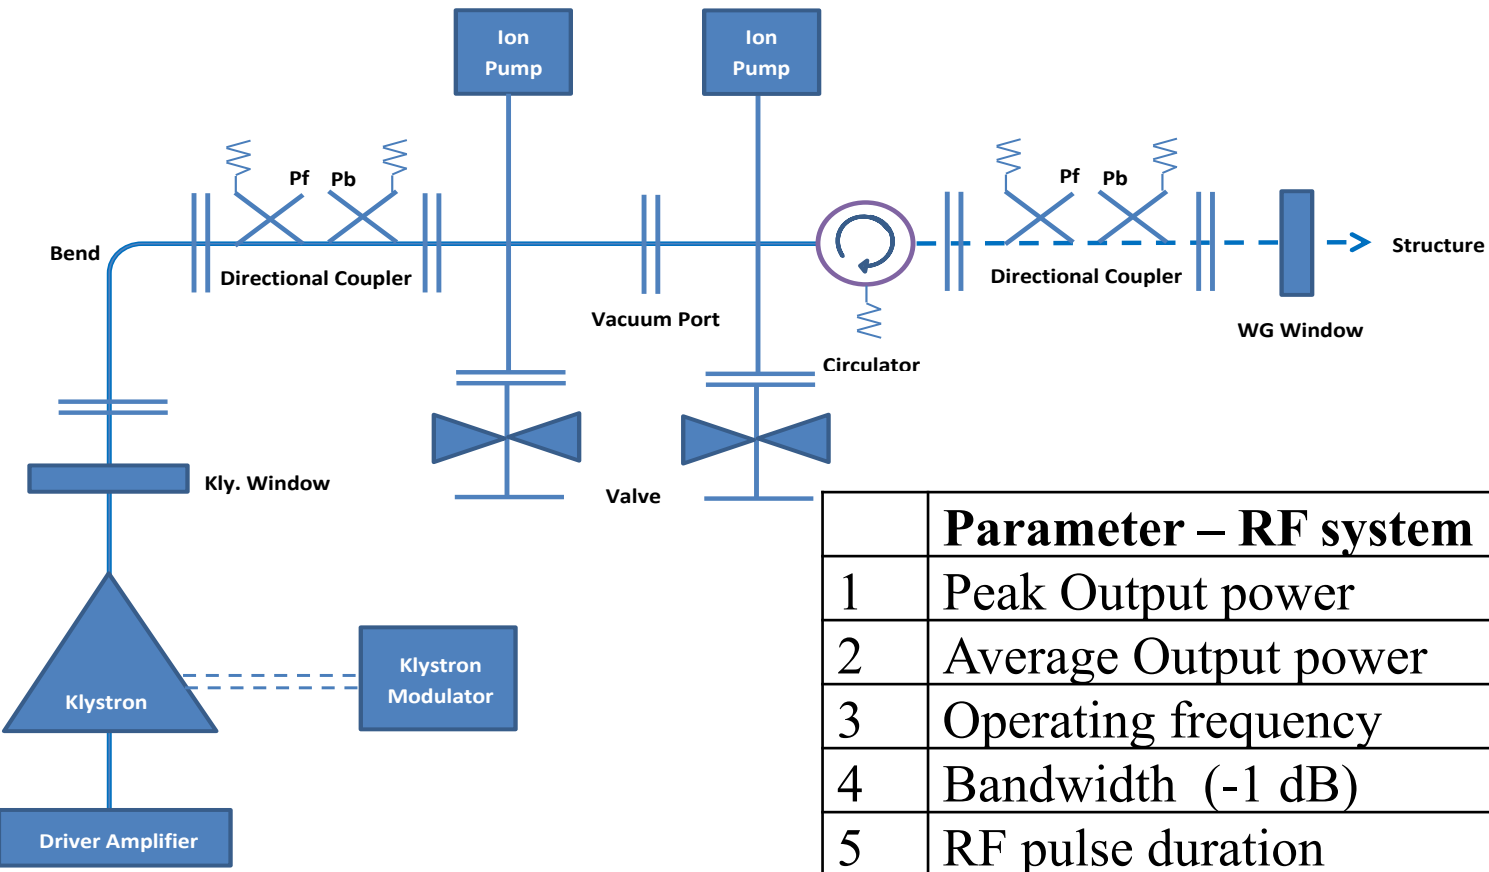 Ion
Pump
Ion
Pump
Pf Pb
Pf Pb
Bend
Directional Coupler
Directional Coupler
Structure
Vacuum Port
WG Window
Circulator
Kly. Window
Valve
Klystron
Klystron
Modulator
Driver Amplifier
Parameter – RF system
1 Peak Output power
2 Average Output power
3 Operating frequency
4 Bandwidth (-1 dB)
5 RF pulse duration